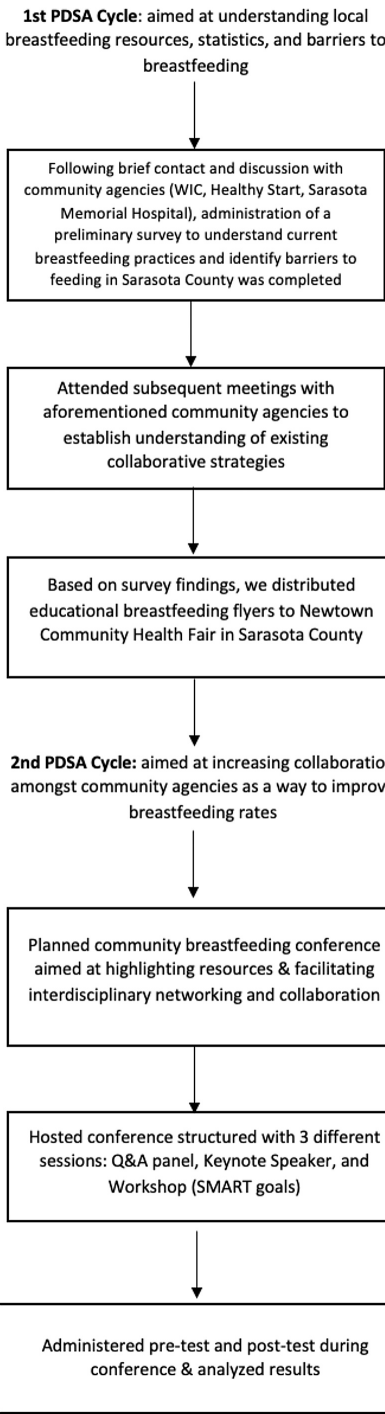 1st PDSA Cycle: aimed at understanding local
breastfeeding resources, statistics, and barriers to
breastfeeding
Following brief contact and discussion with
community agencies (WIC, Healthy Start, Sarasota
Memorial Hospital), administration of a
preliminary survey to understand current
breastfeeding practices and identify barriers to
feeding in Sarasota County was completed
Attended subsequent meetings with
aforementioned community agencies to
establish understanding of existing
collaborative strategies
Based on survey findings, we distributed
educational breastfeeding flyers to Newtown
Community Health Fair in Sarasota County
2nd PDSA Cycle: aimed at increasing collaboratio
amongst community agencies as a way to improv
breastfeeding rates
Planned community breastfeeding conference
aimed at highlighting resources & facilitating
interdisciplinary networking and collaboration
Hosted conference structured with 3 different
sessions: Q&A panel, Keynote Speaker, and
Workshop (SMART goals)
Administered pre-test and post-test during
conference & analyzed results